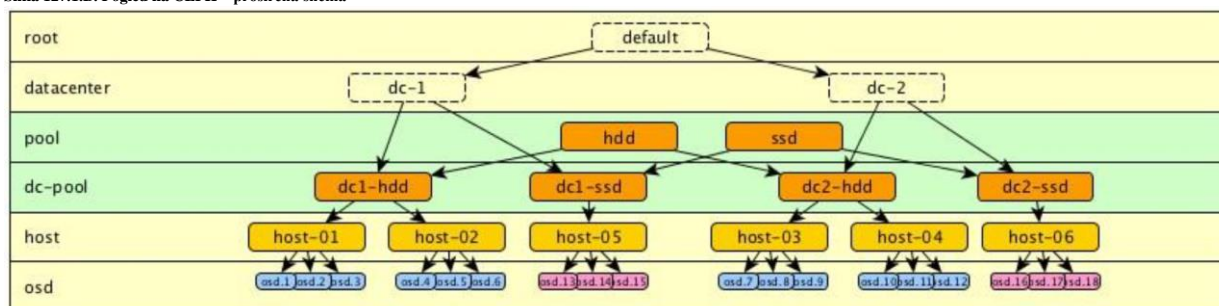 root
default
datacenter
dc-1
dc-2
pool
hdd
ssd
dc-pool
dc1-hdd
dc1-ssd
dc2-hdd
dc2-ssd
host
host-01
host-02
host-05
host-03
host-04
host-06
osd
osd.1 osd.2 osd.3
osd.4 osd.5 osd.6
osd.13 osd.14 osd.15
osd.7 osd.8 osd.9
osd.10 osd.11 osd.12
osd.16 osd.17 osd.18